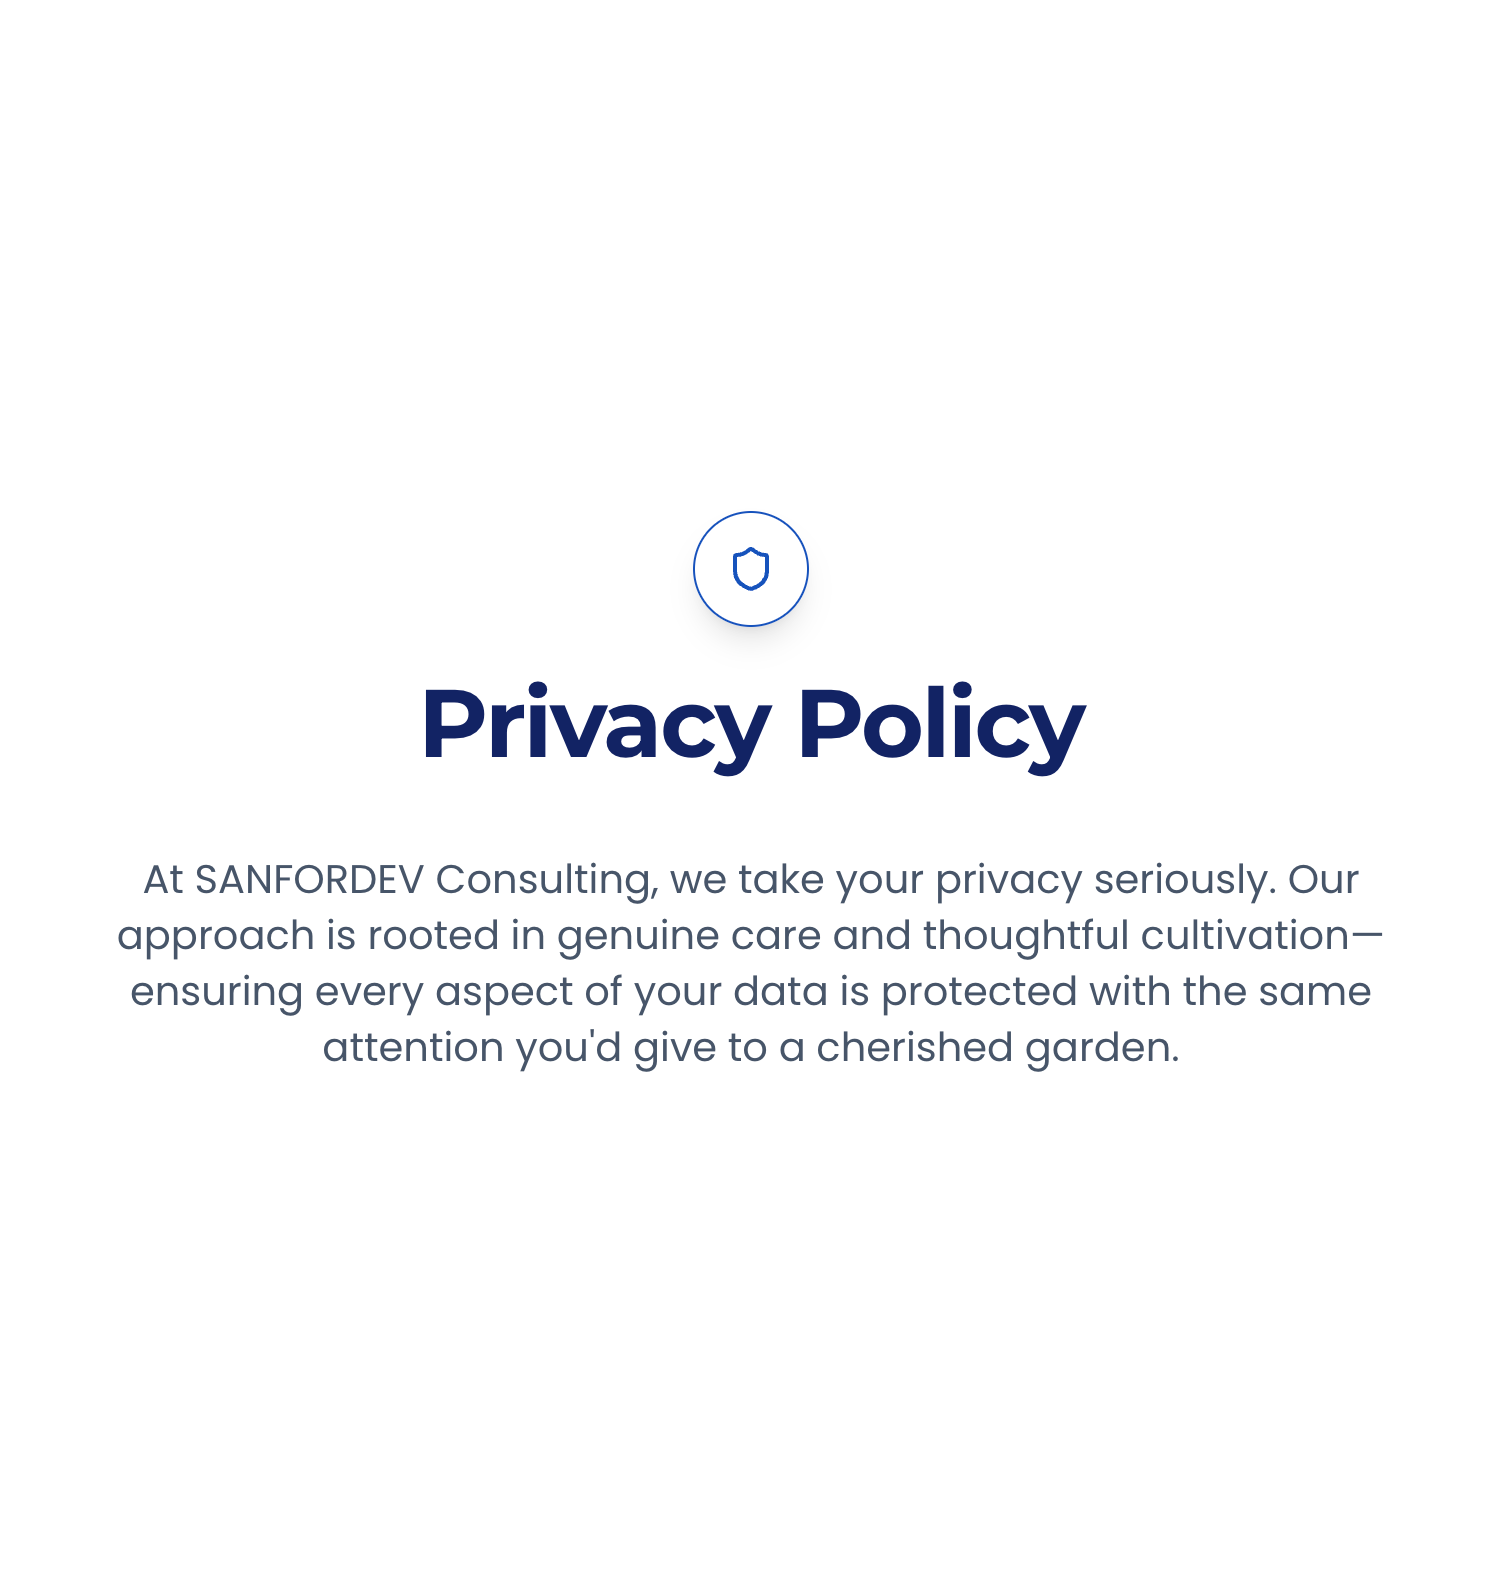 Privacy Policy
At SANFORDEV Consulting, we take your privacy seriously. Our
approach is rooted in genuine care and thoughtful cultivation—
ensuring every aspect of your data is protected with the same
attention you'd give to a cherished garden.